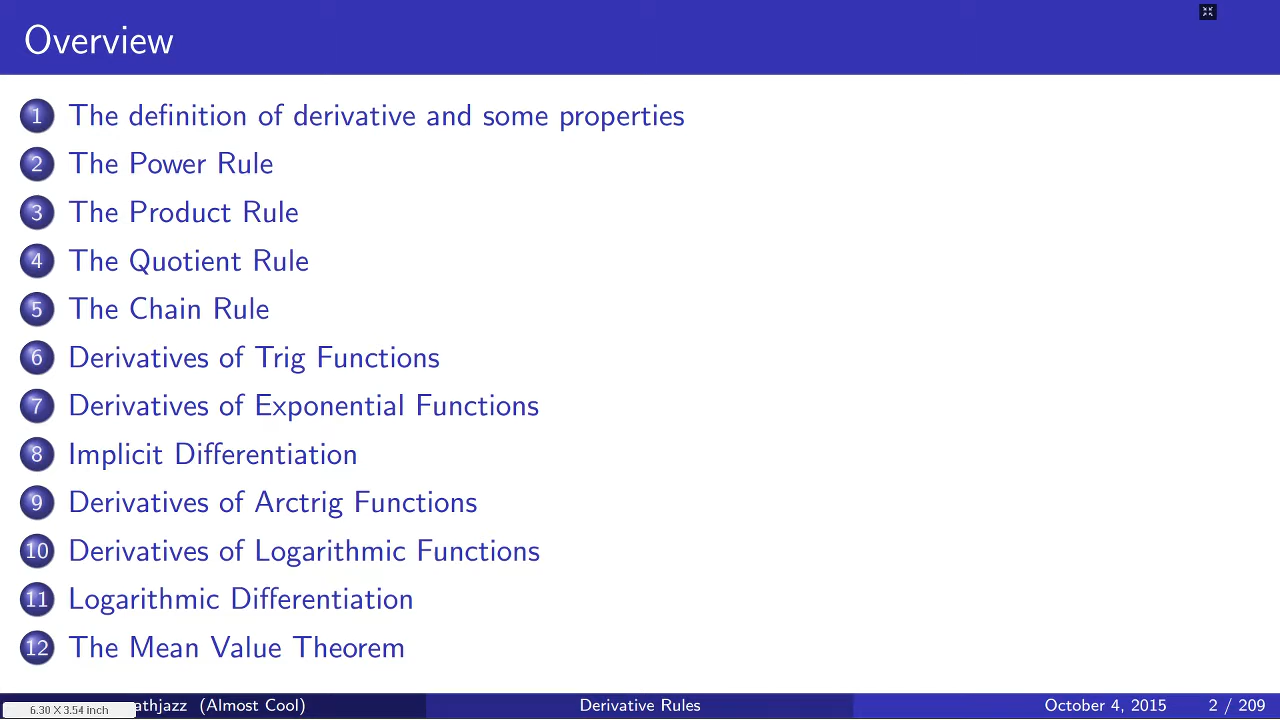 Overview
1 The definition of derivative and some properties
2 The Power Rule
3 The Product Rule
4 The Quotient Rule
5 The Chain Rule
6 Derivatives of Trig Functions
7 Derivatives of Exponential Functions
8 Implicit Differentiation
9 Derivatives of Arctrig Functions
10 Derivatives of Logarithmic Functions
11 Logarithmic Differentiation
12 The Mean Value Theorem
6.30 X 3.54 inch athjazz (Almost Cool) Derivative Rules October 4, 2015 2 / 209